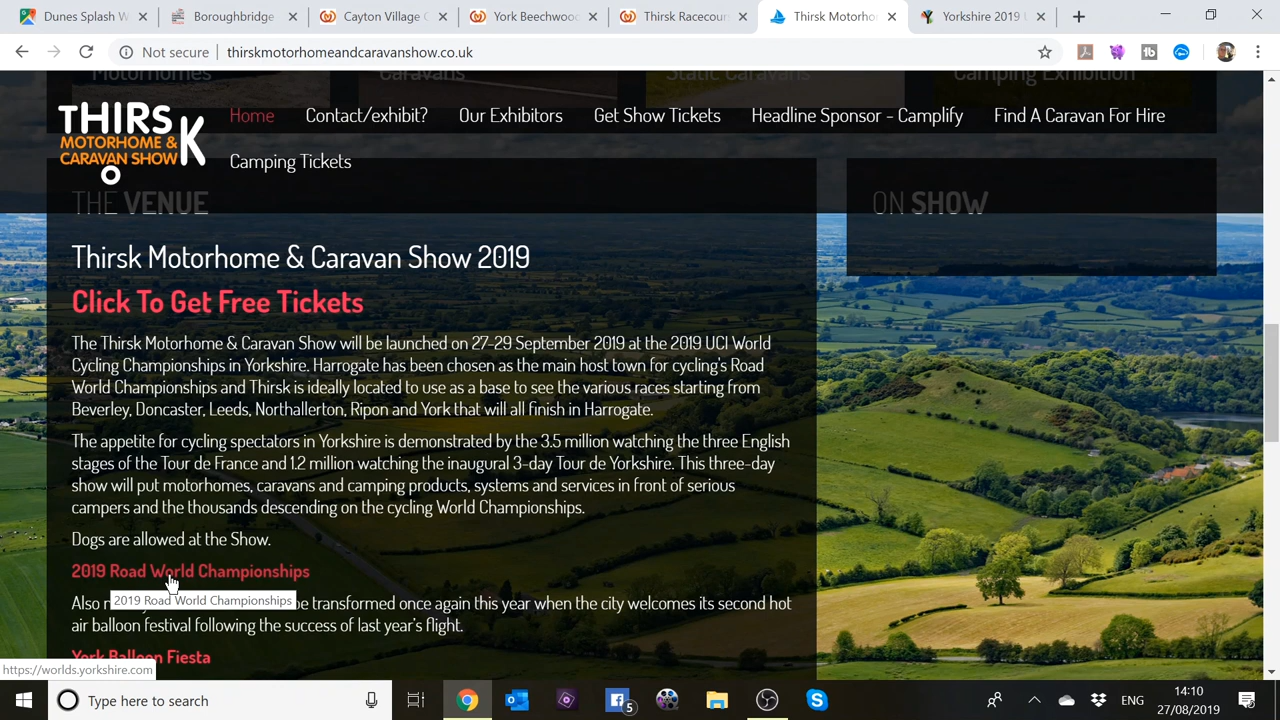 Dunes Splash W
Boroughbridge
Cayton Village C
York Beechwoo
Thirsk Racecour
Thirsk Motorho
Yorkshire 2019 U
Not secure
thirskmotorhomeandcaravanshow.co.uk
Motorhomes
Caravans
Static Caravans
Camping Exhibition
THIRSK
MOTORHOME &
CARAVAN SHOW
Home
Contact/exhibit?
Our Exhibitors
Get Show Tickets
Headline Sponsor - Camplify
Find A Caravan For Hire
Camping Tickets
THE VENUE
ON SHOW
Thirsk Motorhome & Caravan Show 2019
Click To Get Free Tickets
The Thirsk Motorhome & Caravan Show will be launched on 27-29 September 2019 at the 2019 UCI World
Cycling Championships in Yorkshire. Harrogate has been chosen as the main host town for cycling's Road
World Championships and Thirsk is ideally located to use as a base to see the various races starting from
Beverley, Doncaster, Leeds, Northallerton, Ripon and York that will all finish in Harrogate.
The appetite for cycling spectators in Yorkshire is demonstrated by the 3.5 million watching the three English
stages of the Tour de France and 1.2 million watching the inaugural 3-day Tour de Yorkshire. This three-day
show will put motorhomes, caravans and camping products, systems and services in front of serious
campers and the thousands descending on the cycling World Championships.
Dogs are allowed at the Show.
2019 Road World Championships
2019 Road World Championships
Also be transformed once again this year when the city welcomes its second hot
air balloon festival following the success of last year's flight.
York Balloon Fiesta
https://worlds.yorkshire.com
Type here to search
5
ENG
14:10
27/08/2019